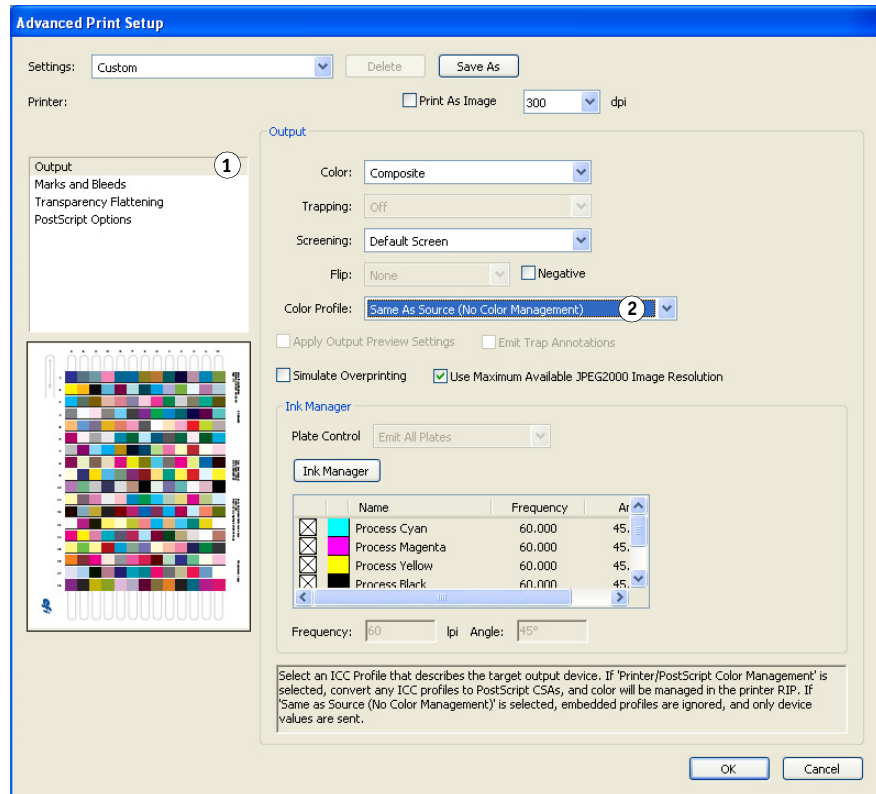 Advanced Print Setup
Settings: Custom Delete Save As
Printer: Print As Image 300 dpi
Output
Output 1
Marks and Bleeds
Transparency Flattening
PostScript Options
Color: Composite
Trapping: Off
Screening: Default Screen
Flip: None Negative
Color Profile: Same As Source (No Color Management) 2
Apply Output Preview Settings Emit Trap Annotations
Simulate Overprinting Use Maximum Available JPEG2000 Image Resolution
Ink Manager
Plate Control Emit All Plates
Ink Manager
Name Frequency Ar
Process Cyan 60.000 45.
Process Magenta 60.000 45.
Process Yellow 60.000 45.
Process Black 60.000 45.
Frequency: 60 lpi Angle: 45°
Select an ICC Profile that describes the target output device. If 'Printer/PostScript Color Management' is
selected, convert any ICC profiles to PostScript CSAs, and color will be managed in the printer RIP. If
'Same as Source (No Color Management)' is selected, embedded profiles are ignored, and only device
values are sent.
OK Cancel